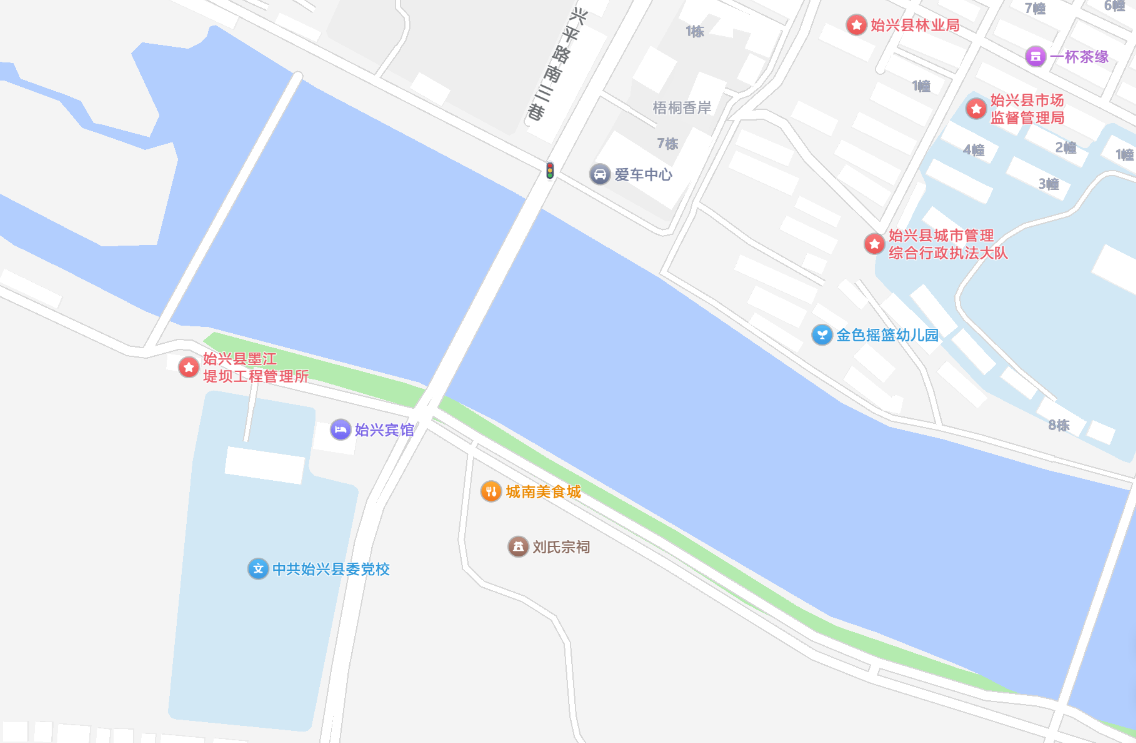 兴平路南三巷
1栋
始兴县林业局
7幢
6幢
一杯茶缘
1幢
梧桐香岸
始兴县市场
监督管理局
7栋
4幢
2幢
1幢
爱车中心
3幢
始兴县城市管理
综合行政执法大队
金色摇篮幼儿园
始兴县墨江
堤坝工程管理所
始兴宾馆
8栋
城南美食城
刘氏宗祠
中共始兴县委党校